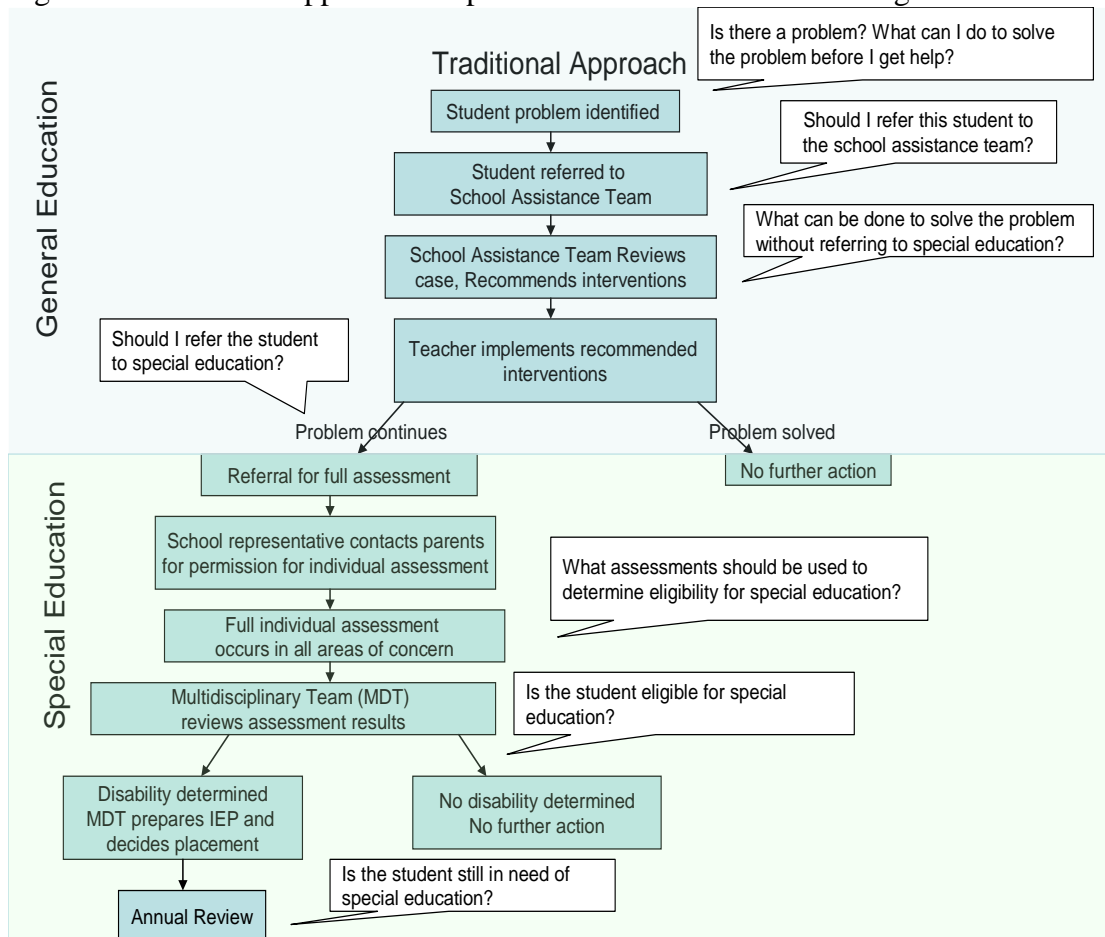 Is there a problem? What can I do to solve
the problem before I get help?
Traditional Approach
Student problem identified
Should I refer this student to
the school assistance team?
General Education
Student referred to
School Assistance Team
What can be done to solve the problem
without referring to special education?
School Assistance Team Reviews
case, Recommends interventions
Should I refer the student
to special education?
Teacher implements recommended
interventions
Problem continues
Problem solved
Special Education
Referral for full assessment
No further action
School representative contacts parents
for permission for individual assessment
What assessments should be used to
determine eligibility for special education?
Full individual assessment
occurs in all areas of concern
Multidisciplinary Team (MDT)
reviews assessment results
Is the student eligible for special
education?
Disability determined
MDT prepares IEP and
decides placement
No disability determined
No further action
Is the student still in need of
special education?
Annual Review